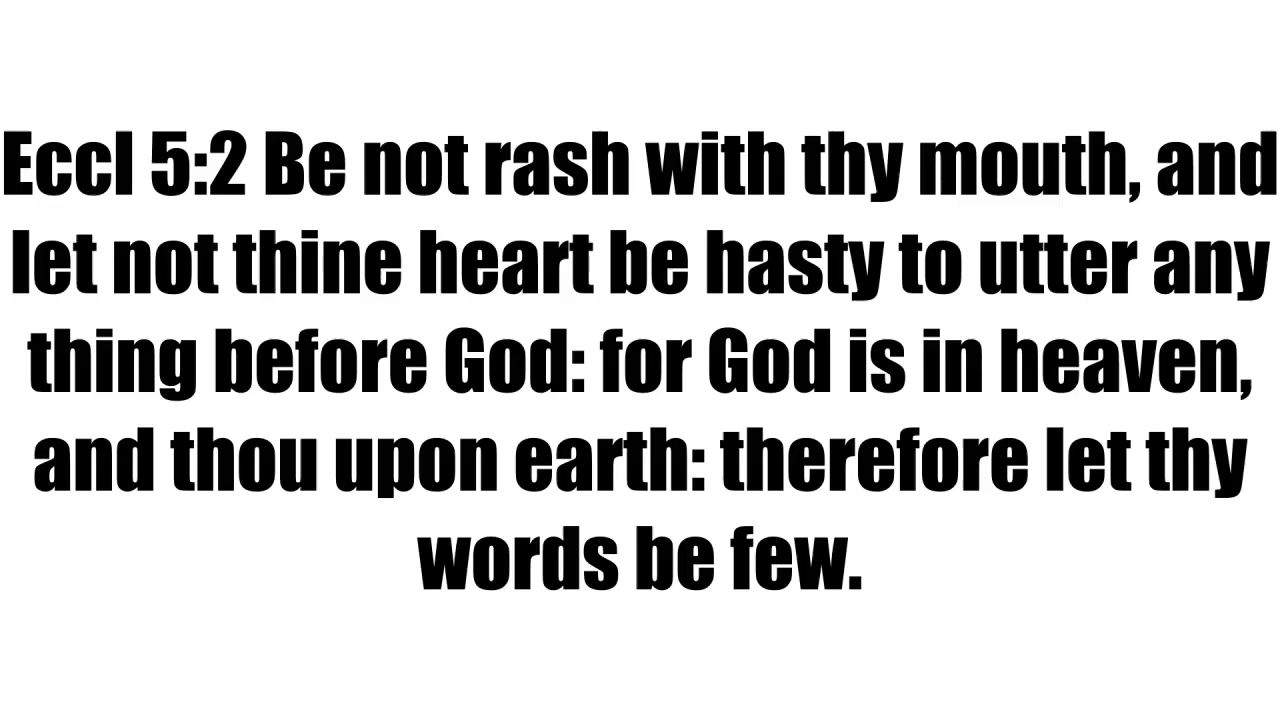 Eccl 5:2 Be not rash with thy mouth, and
let not thine heart be hasty to utter any
thing before God: for God is in heaven,
and thou upon earth: therefore let thy
words be few.